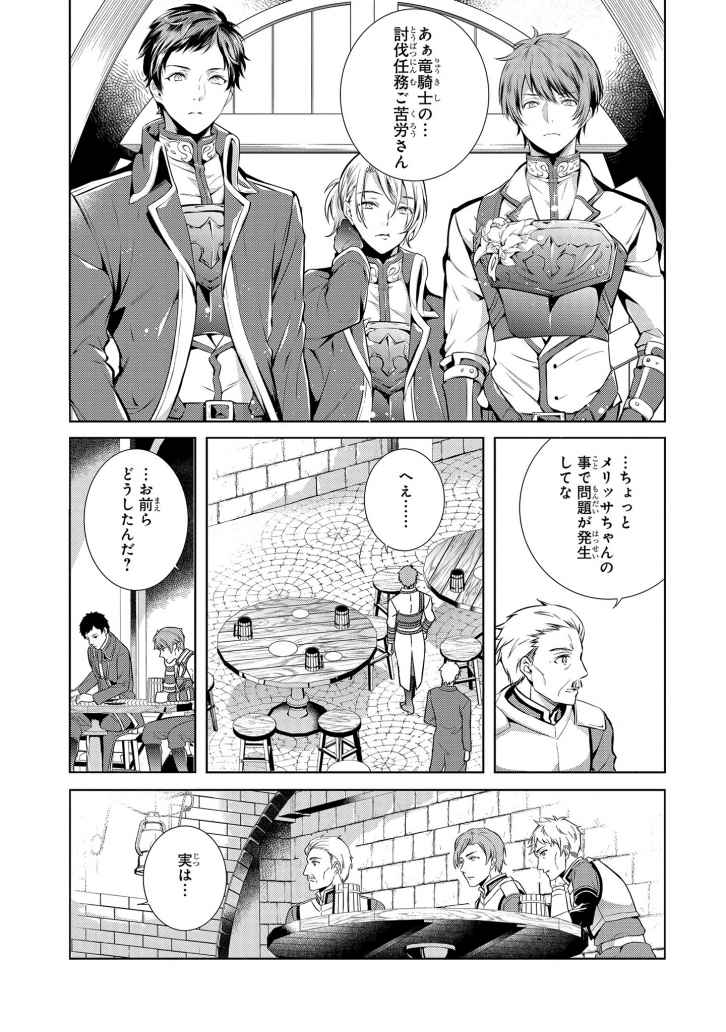 あぁ竜騎士の…
討伐任務ご苦労さん
…ちょっと
メリッサちゃんの
事で問題が発生
してな
へぇ……
…お前ら
どうしたんだ？
実は…